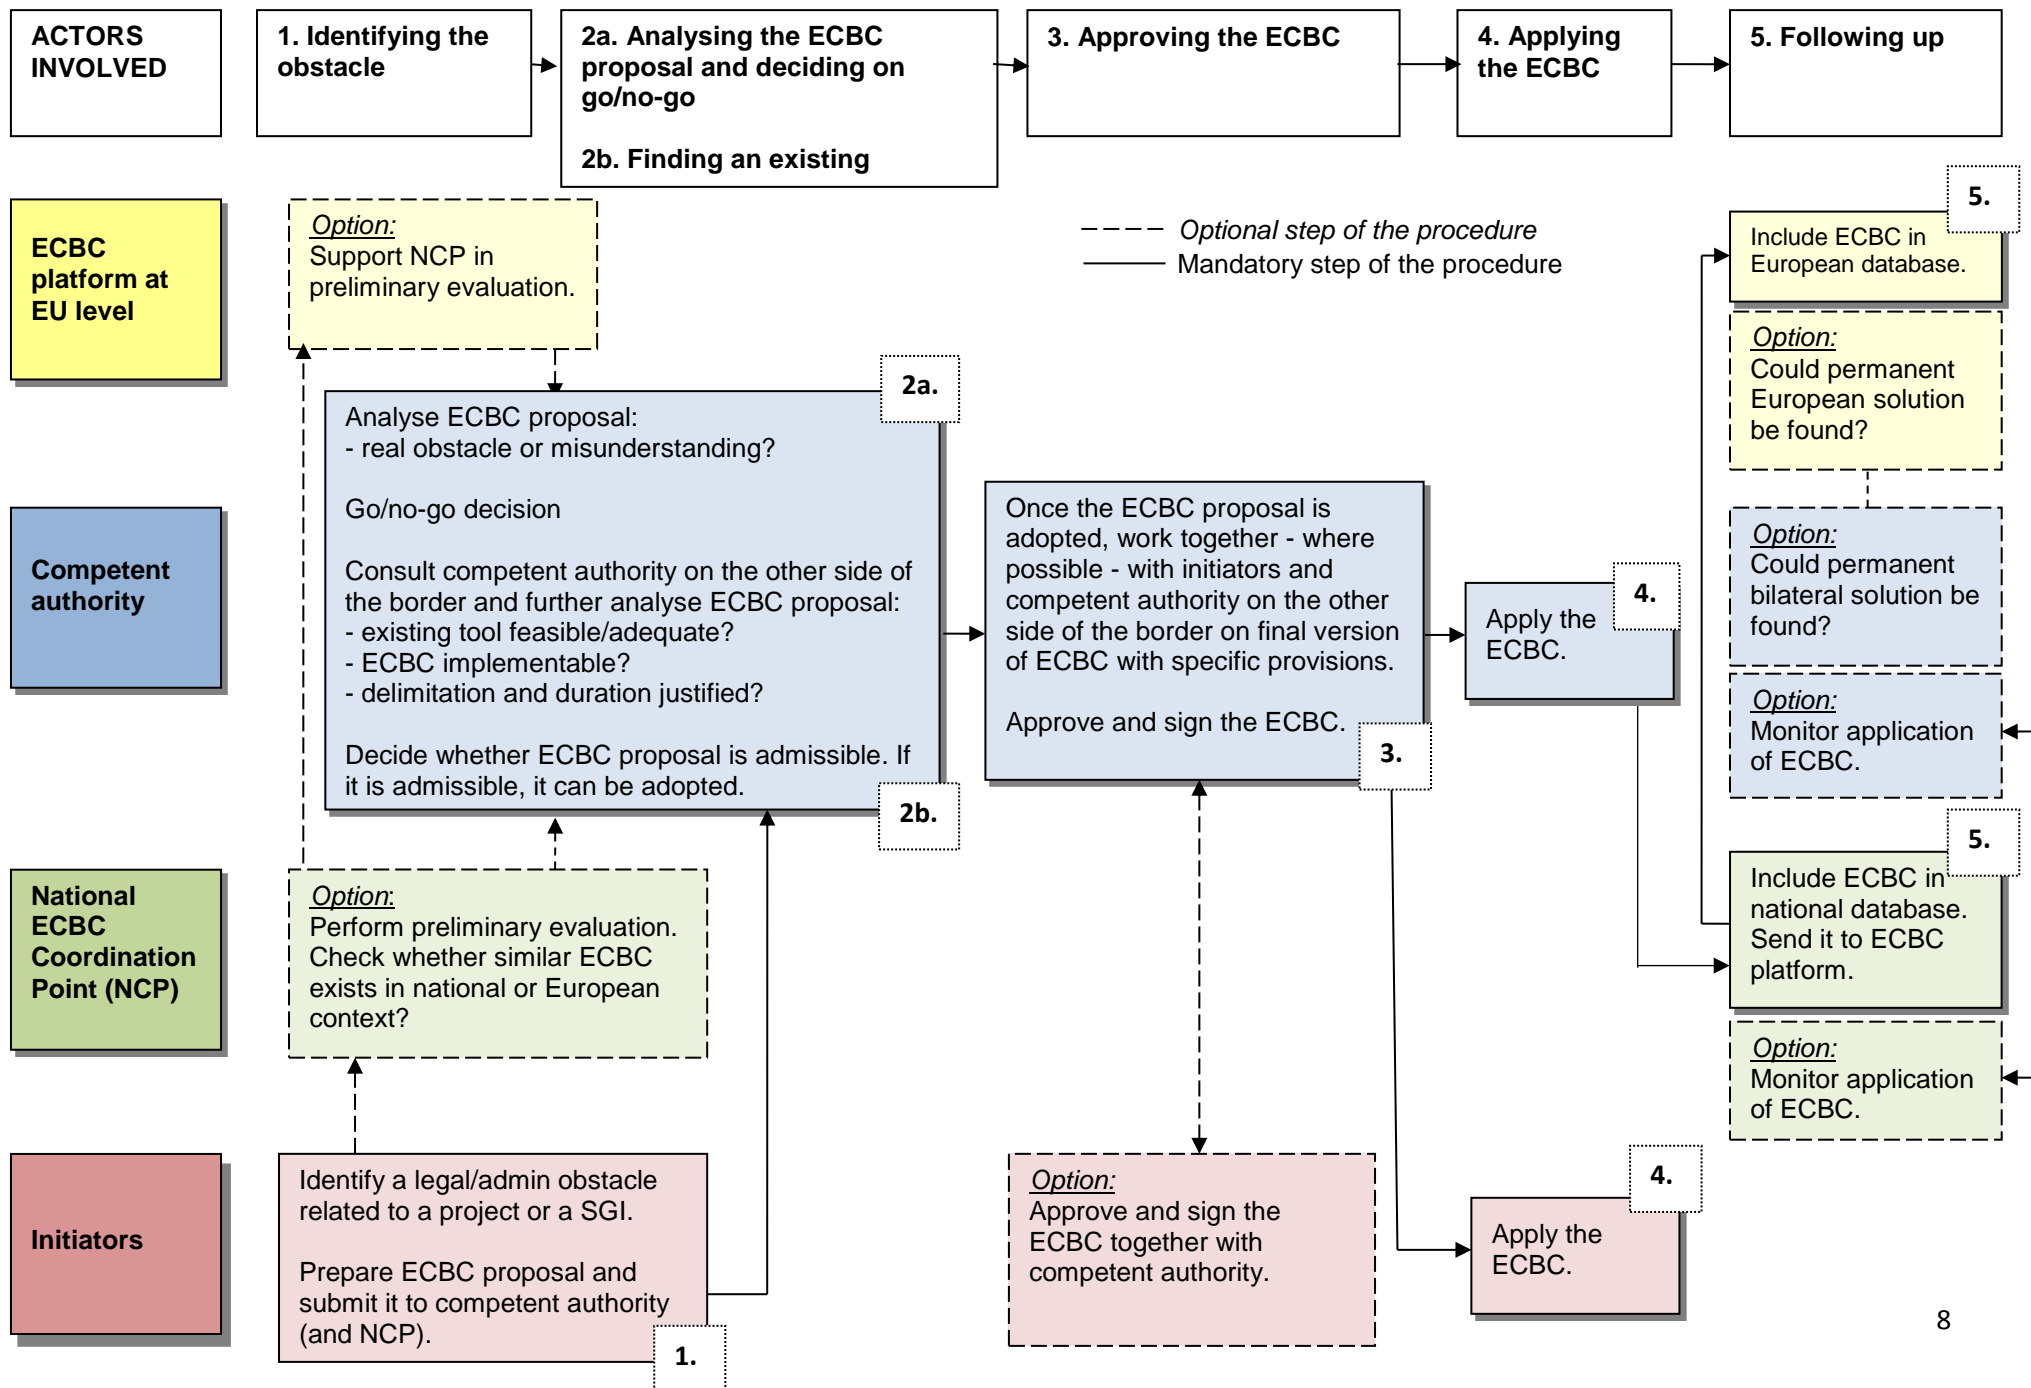 ACTORS
INVOLVED
1. Identifying the
obstacle
2a. Analysing the ECBC
proposal and deciding on
go/no-go
2b. Finding an existing
3. Approving the ECBC
4. Applying
the ECBC
5. Following up
ECBC
platform at
EU level
Option:
Support NCP in
preliminary evaluation.
Optional step of the procedure
Mandatory step of the procedure
5.
Include ECBC in
European database.
Option:
Could permanent
European solution
be found?
2a.
Analyse ECBC proposal:
- real obstacle or misunderstanding?
Go/no-go decision
Consult competent authority on the other side of
the border and further analyse ECBC proposal:
- existing tool feasible/adequate?
- ECBC implementable?
- delimitation and duration justified?
Decide whether ECBC proposal is admissible. If
it is admissible, it can be adopted.
2b.
Competent
authority
Once the ECBC proposal is
adopted, work together - where
possible - with initiators and
competent authority on the other
side of the border on final version
of ECBC with specific provisions.
Approve and sign the ECBC.
3.
4.
Apply the
ECBC.
Option:
Could permanent
bilateral solution be
found?
Option:
Monitor application
of ECBC.
National
ECBC
Coordination
Point (NCP)
Option:
Perform preliminary evaluation.
Check whether similar ECBC
exists in national or European
context?
5.
Include ECBC in
national database.
Send it to ECBC
platform.
Option:
Monitor application
of ECBC.
Initiators
Identify a legal/admin obstacle
related to a project or a SGI.
Prepare ECBC proposal and
submit it to competent authority
(and NCP).
1.
Option:
Approve and sign the
ECBC together with
competent authority.
4.
Apply the
ECBC.
8